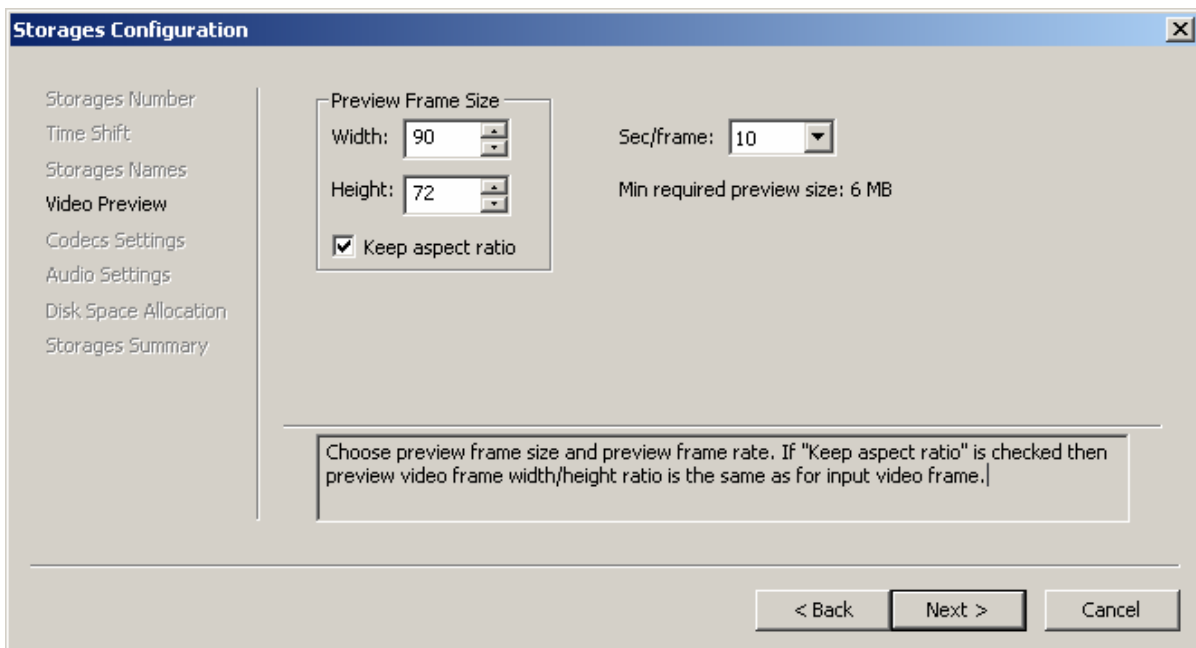 Storages Configuration
Storages Number
Time Shift
Storages Names
Video Preview
Codecs Settings
Audio Settings
Disk Space Allocation
Storages Summary
Preview Frame Size
Width: 90
Height: 72
Keep aspect ratio
Sec/frame: 10
Min required preview size: 6 MB
Choose preview frame size and preview frame rate. If "Keep aspect ratio" is checked then
preview video frame width/height ratio is the same as for input video frame.
< Back Next > Cancel